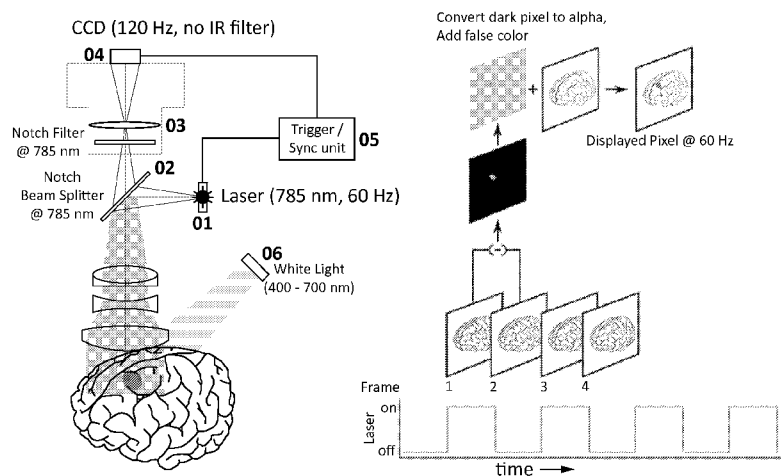 CCD (120 Hz, no IR filter)
04
03
Notch Filter
@ 785 nm
02
Notch
Beam Splitter
@ 785 nm
Trigger /
Sync unit
05
Laser (785 nm, 60 Hz)
01
06
White Light
(400 - 700 nm)
Convert dark pixel to alpha,
Add false color
+
Displayed Pixel @ 60 Hz
(-)
Frame 1 2 3 4
Laser
on
off
time